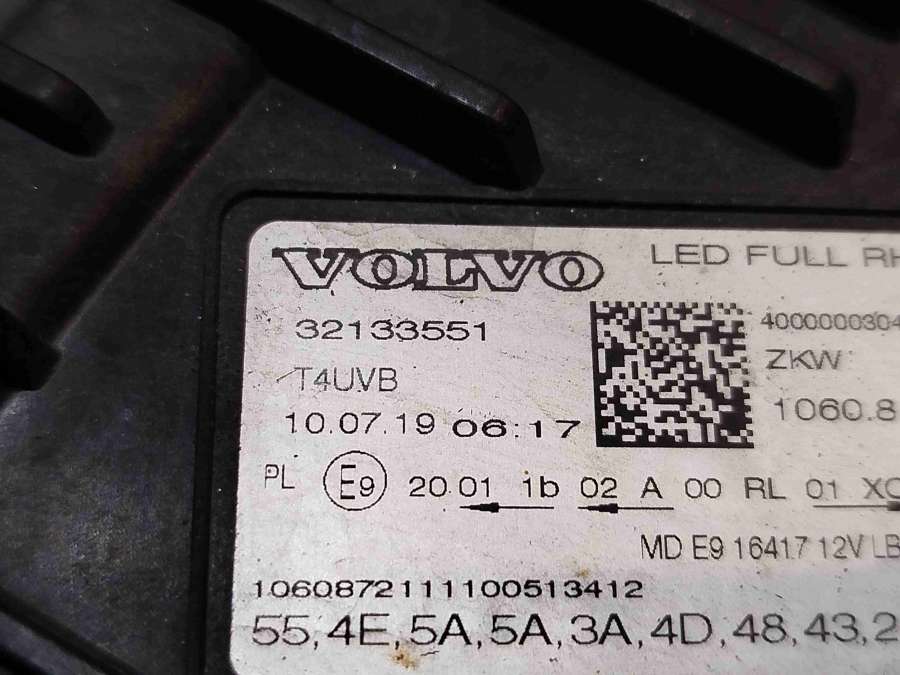 VOLVO LED FULL RH
32133551 4000000304
T4UVB ZKW
10.07.19 06:17 1060.8
PL E9 20.01 1b 02 A 00 RL 01 XC
MD E9 16417 12V LB
1060872111100513412
55,4E,5A,5A,3A,4D,48,43,2